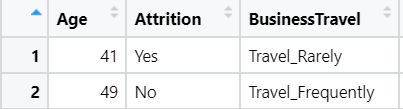 Age Attrition BusinessTravel
1 41 Yes Travel_Rarely
2 49 No Travel_Frequently